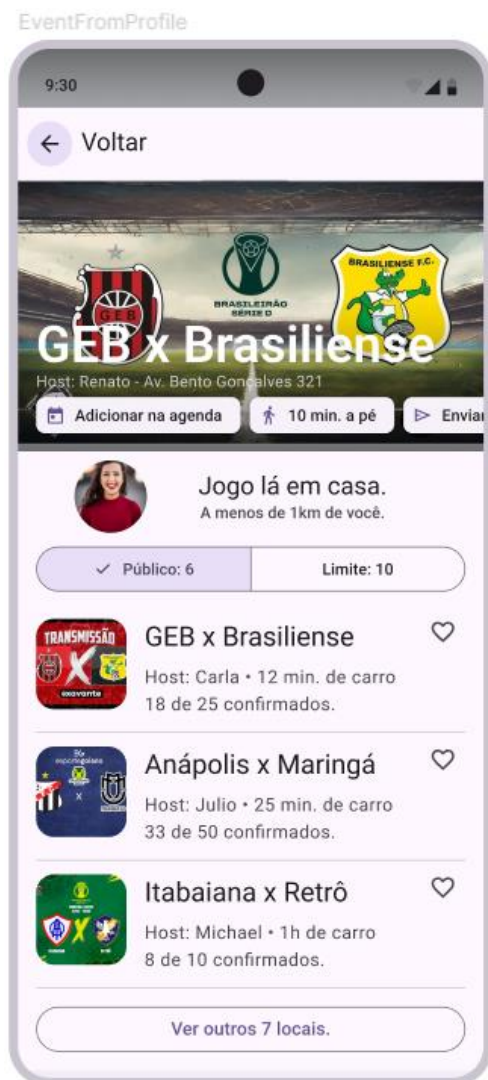 EventFromProfile
9:30
Voltar
BRASILIENSE F.C.
GEB
BRASILEIRÃO
SÉRIE D
GEB x Brasiliense
Host: Renato - Av. Bento Gonçalves 321
Adicionar na agenda
10 min. a pé
Enviar
Jogo lá em casa.
A menos de 1km de você.
Público: 6
Limite: 10
TRANSMISSÃO
X
exavante
GEB x Brasiliense
Host: Carla • 12 min. de carro
18 de 25 confirmados.
esportegoiano
X
Anápolis x Maringá
Host: Julio • 25 min. de carro
33 de 50 confirmados.
X
Itabaiana x Retrô
Host: Michael • 1h de carro
8 de 10 confirmados.
Ver outros 7 locais.